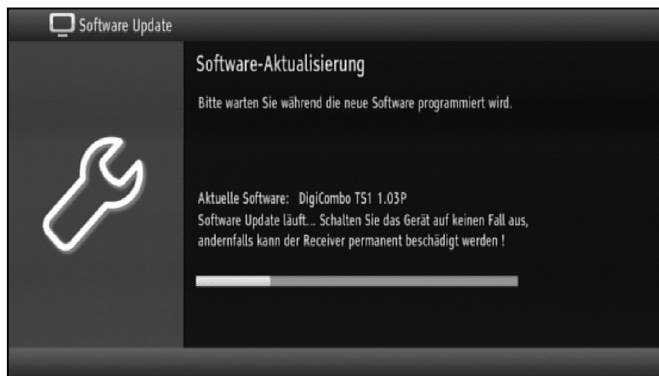 Software Update
Software-Aktualisierung
Bitte warten Sie während die neue Software programmiert wird.
Aktuelle Software: DigiCombo TS1 1.03P
Software Update läuft... Schalten Sie das Gerät auf keinen Fall aus,
andernfalls kann der Receiver permanent beschädigt werden !